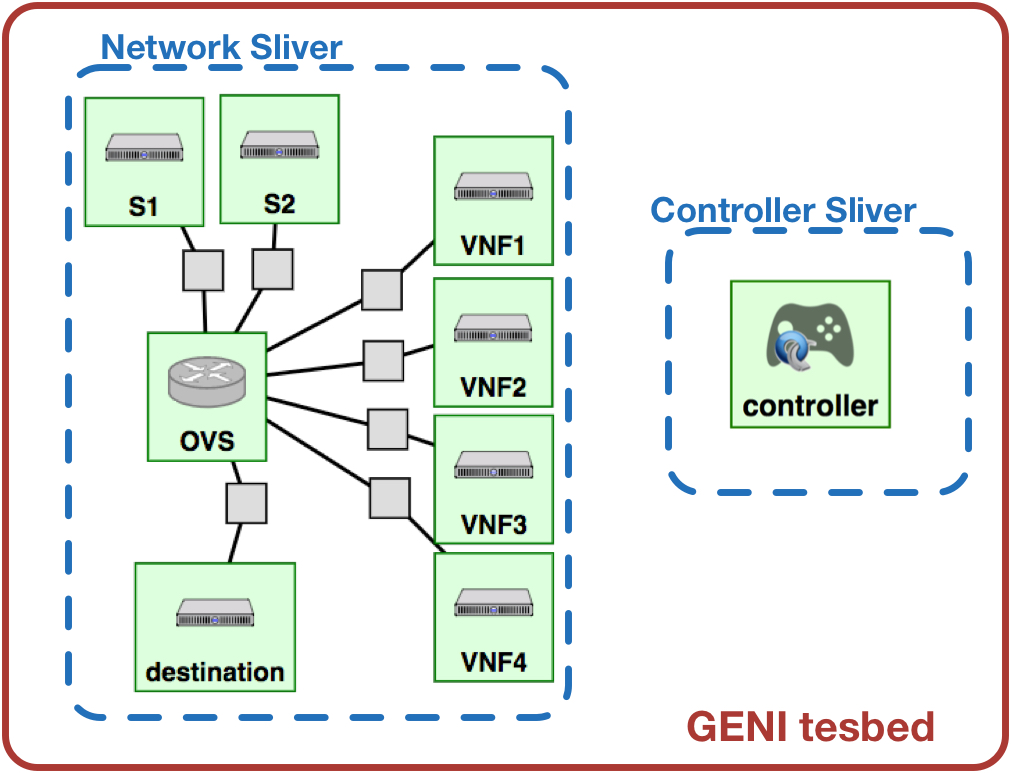 Network Sliver
S1
S2
VNF1
VNF2
VNF3
VNF4
OVS
destination
Controller Sliver
controller
GENI tesbed